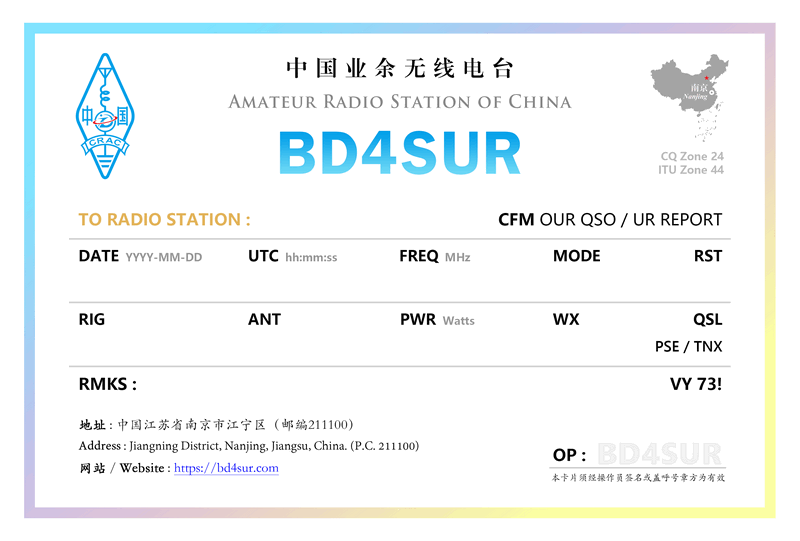 中国业余无线电台
AMATEUR RADIO STATION OF CHINA
BD4SUR
中国
CRAC
南京
Nanjing
CQ Zone 24
ITU Zone 44
TO RADIO STATION :
CFM OUR QSO / UR REPORT
DATE YYYY-MM-DD UTC hh:mm:ss FREQ MHz MODE RST
RIG ANT PWR Watts WX QSL
PSE / TNX
RMKS : VY 73!
地址 : 中国江苏省南京市江宁区（邮编211100）
Address : Jiangning District, Nanjing, Jiangsu, China. (P.C. 211100)
网站 / Website : https://bd4sur.com
OP : BD4SUR
本卡片须经操作员签名或盖呼号章方为有效